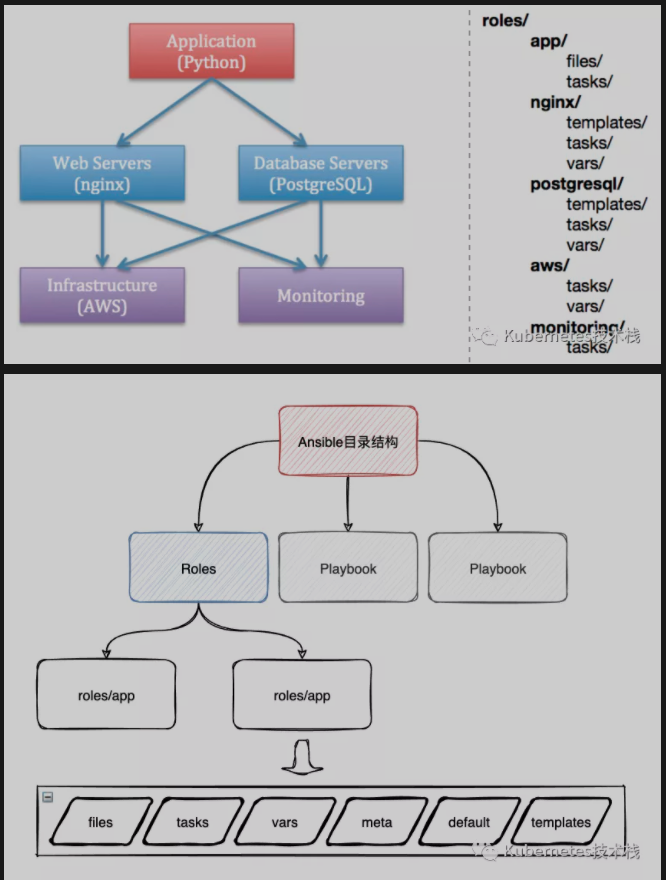 Application
(Python)
Web Servers
(nginx)
Database Servers
(PostgreSQL)
Infrastructure
(AWS)
Monitoring
roles/
app/
files/
tasks/
nginx/
templates/
tasks/
vars/
postgresql/
templates/
tasks/
vars/
aws/
tasks/
vars/
monitoring/
tasks/
Kubernetes技术栈
Ansible目录结构
Roles
Playbook
Playbook
roles/app
roles/app
files
tasks
vars
meta
default
templates
Kubernetes技术栈